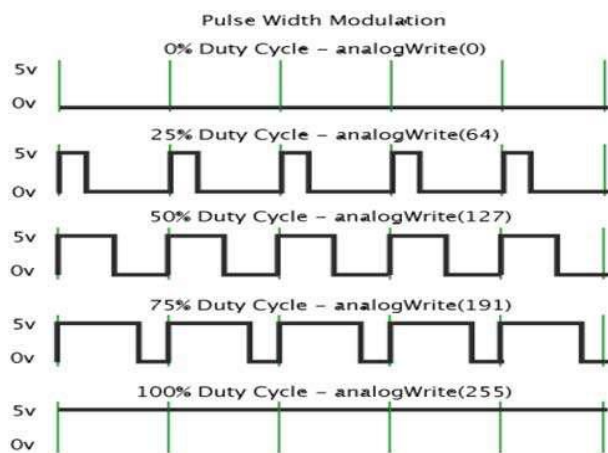 Pulse Width Modulation
0% Duty Cycle – analogWrite(0)
5v
0v
25% Duty Cycle – analogWrite(64)
5v
0v
50% Duty Cycle – analogWrite(127)
5v
0v
75% Duty Cycle – analogWrite(191)
5v
0v
100% Duty Cycle – analogWrite(255)
5v
0v